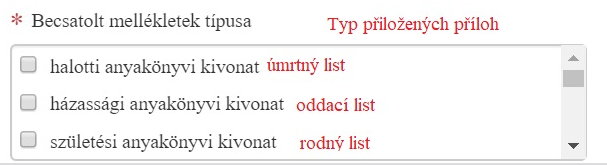 * Becsatolt mellékletek típusa Typ přiložených příloh
halotti anyakönyvi kivonat úmrtný list
házassági anyakönyvi kivonat oddací list
születési anyakönyvi kivonat rodný list